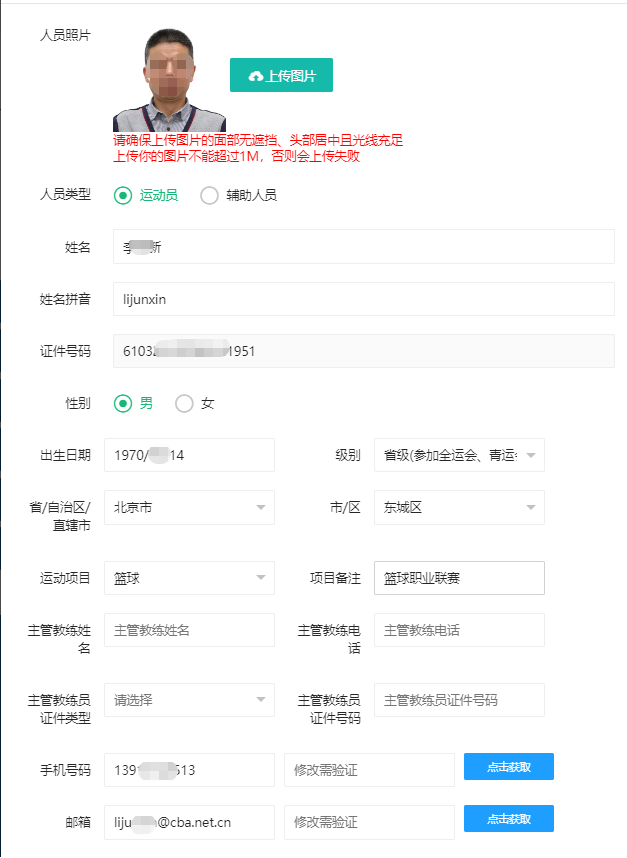 人员照片
上传图片
请确保上传图片的面部无遮挡、头部居中且光线充足
上传你的图片不能超过1M，否则会上传失败
人员类型 运动员 辅助人员
姓名 李 新
姓名拼音 lijunxin
证件号码 6103 1951
性别 男 女
出生日期 1970/ 14 级别 省级(参加全运会、青运会
省/自治区/
直辖市 北京市 市/区 东城区
运动项目 篮球 项目备注 篮球职业联赛
主管教练姓
名 主管教练姓名 主管教练电
话 主管教练电话
主管教练员
证件类型 请选择 主管教练员
证件号码 主管教练员证件号码
手机号码 139 513 修改需验证 点击获取
邮箱 liju @cba.net.cn 修改需验证 点击获取